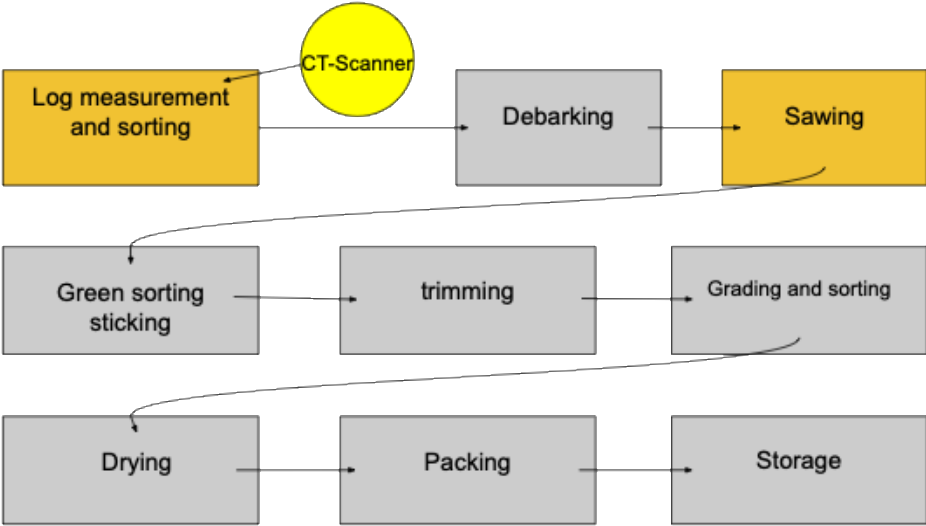 CT-Scanner
Log measurement
and sorting
Debarking
Sawing
Green sorting
sticking
trimming
Grading and sorting
Drying
Packing
Storage